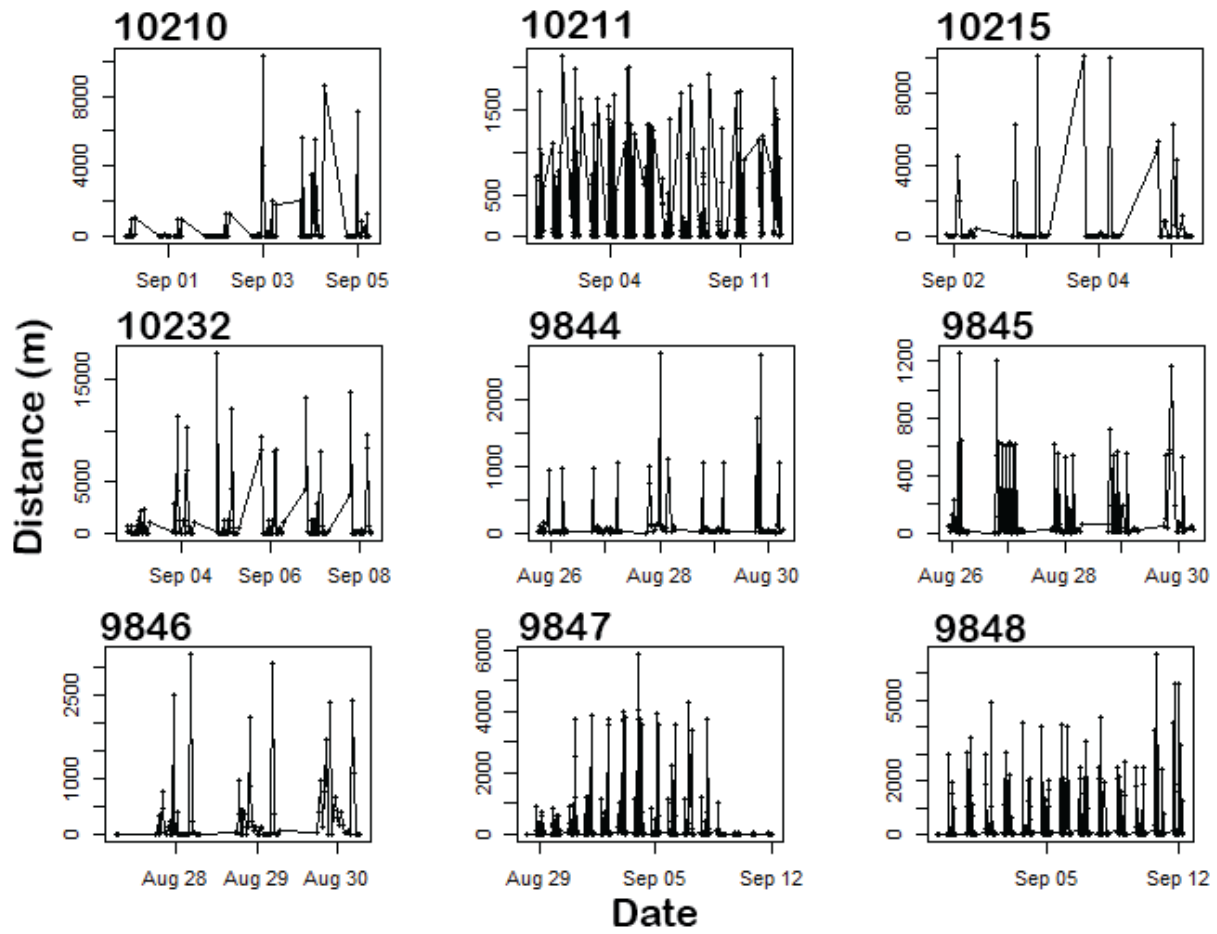 10210 10211 10215
0 4000 8000
0 500 1500
0 4000 8000
Sep 01 Sep 03 Sep 05
Sep 04 Sep 11
Sep 02 Sep 04
10232 9844 9845
0 5000 15000
0 1000 2000
0 400 800 1200
Sep 04 Sep 06 Sep 08
Aug 26 Aug 28 Aug 30
Aug 26 Aug 28 Aug 30
Distance (m)
9846 9847 9848
0 1000 2500
0 2000 4000 6000
0 2000 5000
Aug 28 Aug 29 Aug 30
Aug 29 Sep 05 Sep 12
Sep 05 Sep 12
Date